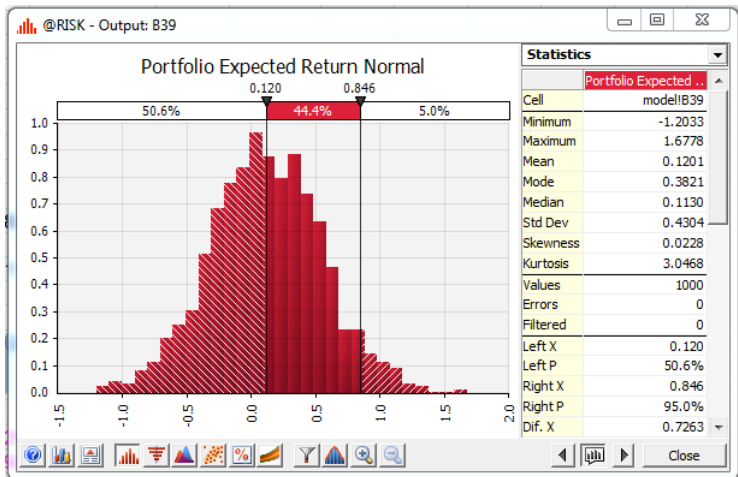 @RISK - Output: B39
Portfolio Expected Return Normal
0.120 0.846
50.6% 44.4% 5.0%
1.0
0.9
0.8
0.7
0.6
0.5
0.4
0.3
0.2
0.1
0.0
-1.5 -1.0 -0.5 0.0 0.5 1.0 1.5 2.0
Statistics
Portfolio Expected ..
Cell model!B39
Minimum -1.2033
Maximum 1.6778
Mean 0.1201
Mode 0.3821
Median 0.1130
Std Dev 0.4304
Skewness 0.0228
Kurtosis 3.0468
Values 1000
Errors 0
Filtered 0
Left X 0.120
Left P 50.6%
Right X 0.846
Right P 95.0%
Dif. X 0.7263
Close